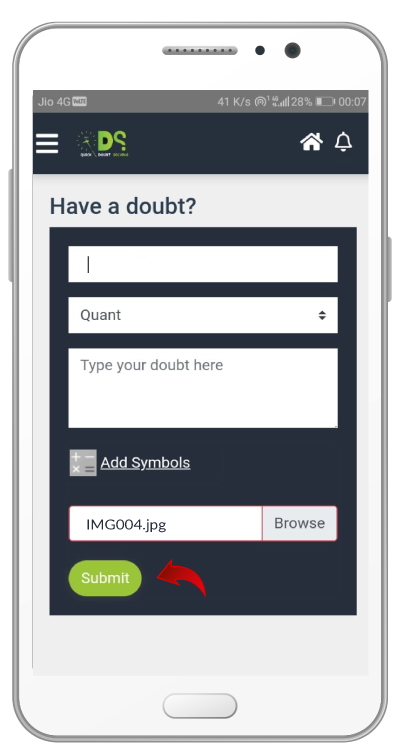 Jio 4G VoLTE 41 K/s 4G 28% 00:07
DS
QUICK DOUBT SOLVING
Have a doubt?
Quant
Type your doubt here
Add Symbols
IMG004.jpg Browse
Submit